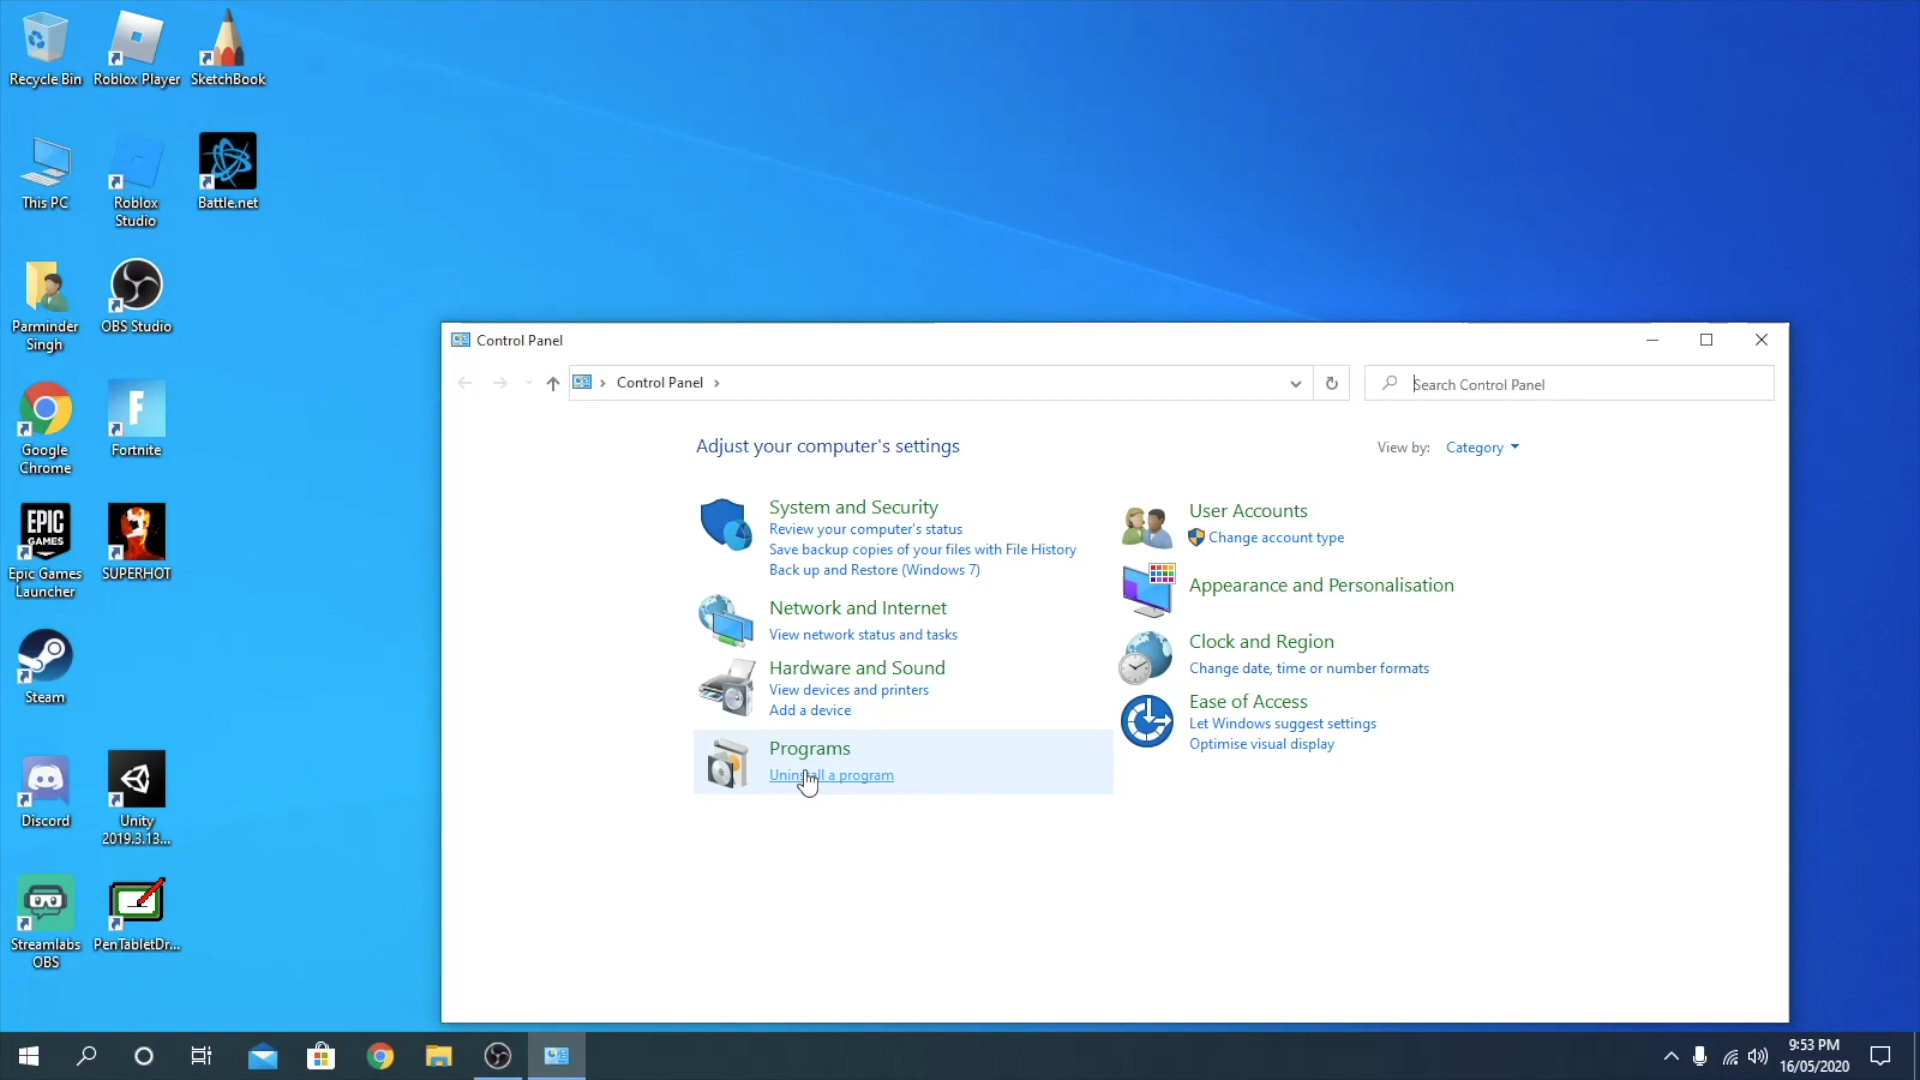 Recycle Bin
Roblox Player
SketchBook
This PC
Roblox
Studio
Battle.net
Parminder
Singh
OBS Studio
Google
Chrome
Fortnite
EPIC
GAMES
Epic Games
Launcher
SUPERHOT
Steam
Discord
Unity
2019.3.13...
Streamlabs
OBS
PenTabletDr...
Control Panel
Control Panel
Search Control Panel
Adjust your computer's settings
View by: Category
System and Security
Review your computer's status
Save backup copies of your files with File History
Back up and Restore (Windows 7)
Network and Internet
View network status and tasks
Hardware and Sound
View devices and printers
Add a device
Programs
Uninstall a program
User Accounts
Change account type
Appearance and Personalisation
Clock and Region
Change date, time or number formats
Ease of Access
Let Windows suggest settings
Optimise visual display
9:53 PM
16/05/2020